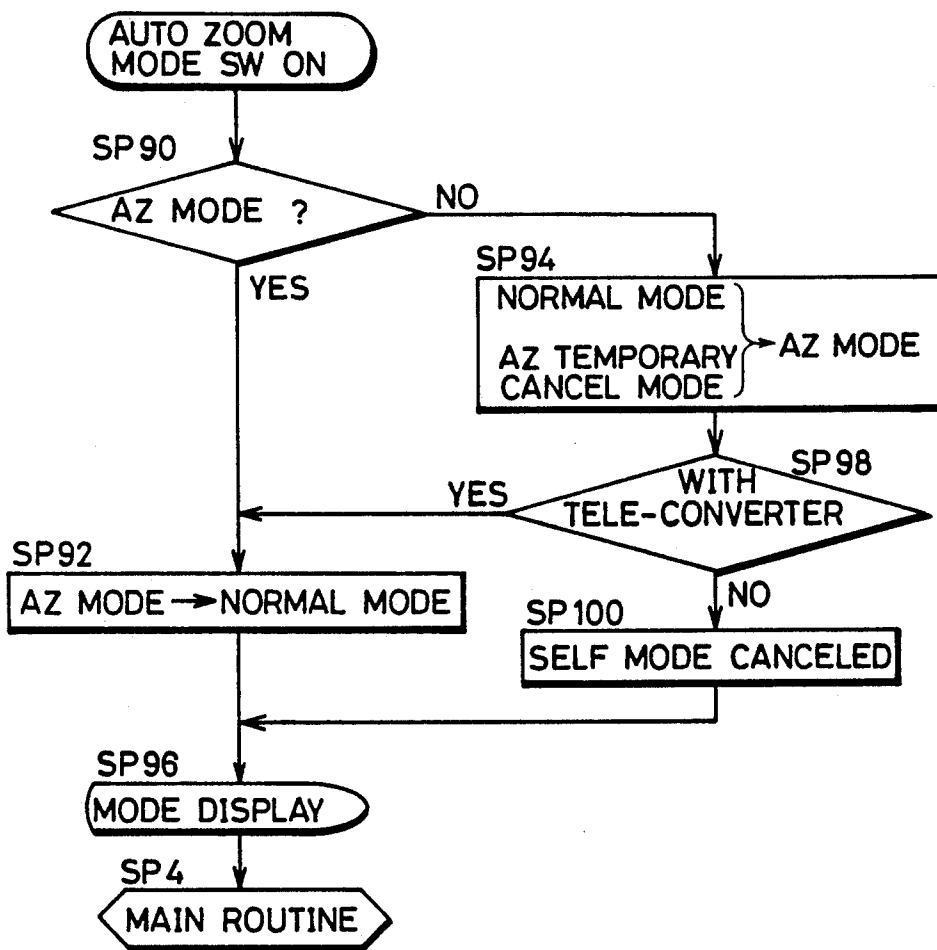 AUTO ZOOM
MODE SW ON
SP90
AZ MODE ?
NO
YES
SP94
NORMAL MODE
AZ TEMPORARY
CANCEL MODE
AZ MODE
SP98
WITH
TELE-CONVERTER
YES
NO
SP92
AZ MODE → NORMAL MODE
SP100
SELF MODE CANCELED
SP96
MODE DISPLAY
SP4
MAIN ROUTINE